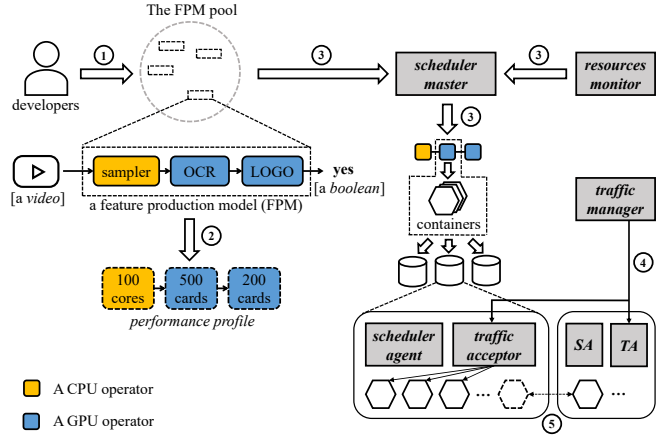 The FPM pool
1
3
3
developers
scheduler
master
resources
monitor
3
sampler
OCR
LOGO
yes
[a video]
[a boolean]
a feature production model (FPM)
containers
traffic
manager
2
4
100
cores
500
cards
200
cards
performance profile
scheduler
agent
traffic
acceptor
SA
TA
A CPU operator
...
...
A GPU operator
5